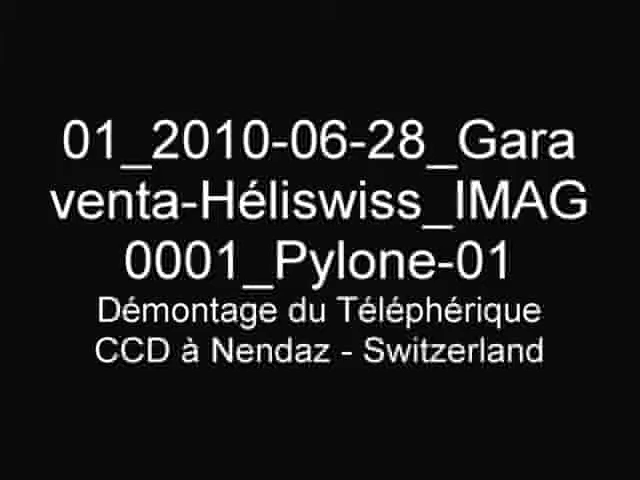 01_2010-06-28_Gara
venta-Héliswiss_IMAG
0001_Pylone-01
Démontage du Téléphérique
CCD à Nendaz - Switzerland